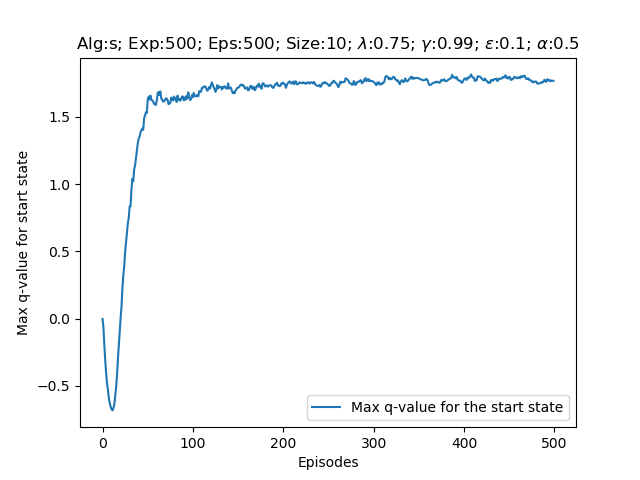 Alg:s; Exp:500; Eps:500; Size:10; λ:0.75; γ:0.99; ε:0.1; α:0.5
Max q-value for start state
1.5
1.0
0.5
0.0
−0.5
Max q-value for the start state
0 100 200 300 400 500
Episodes